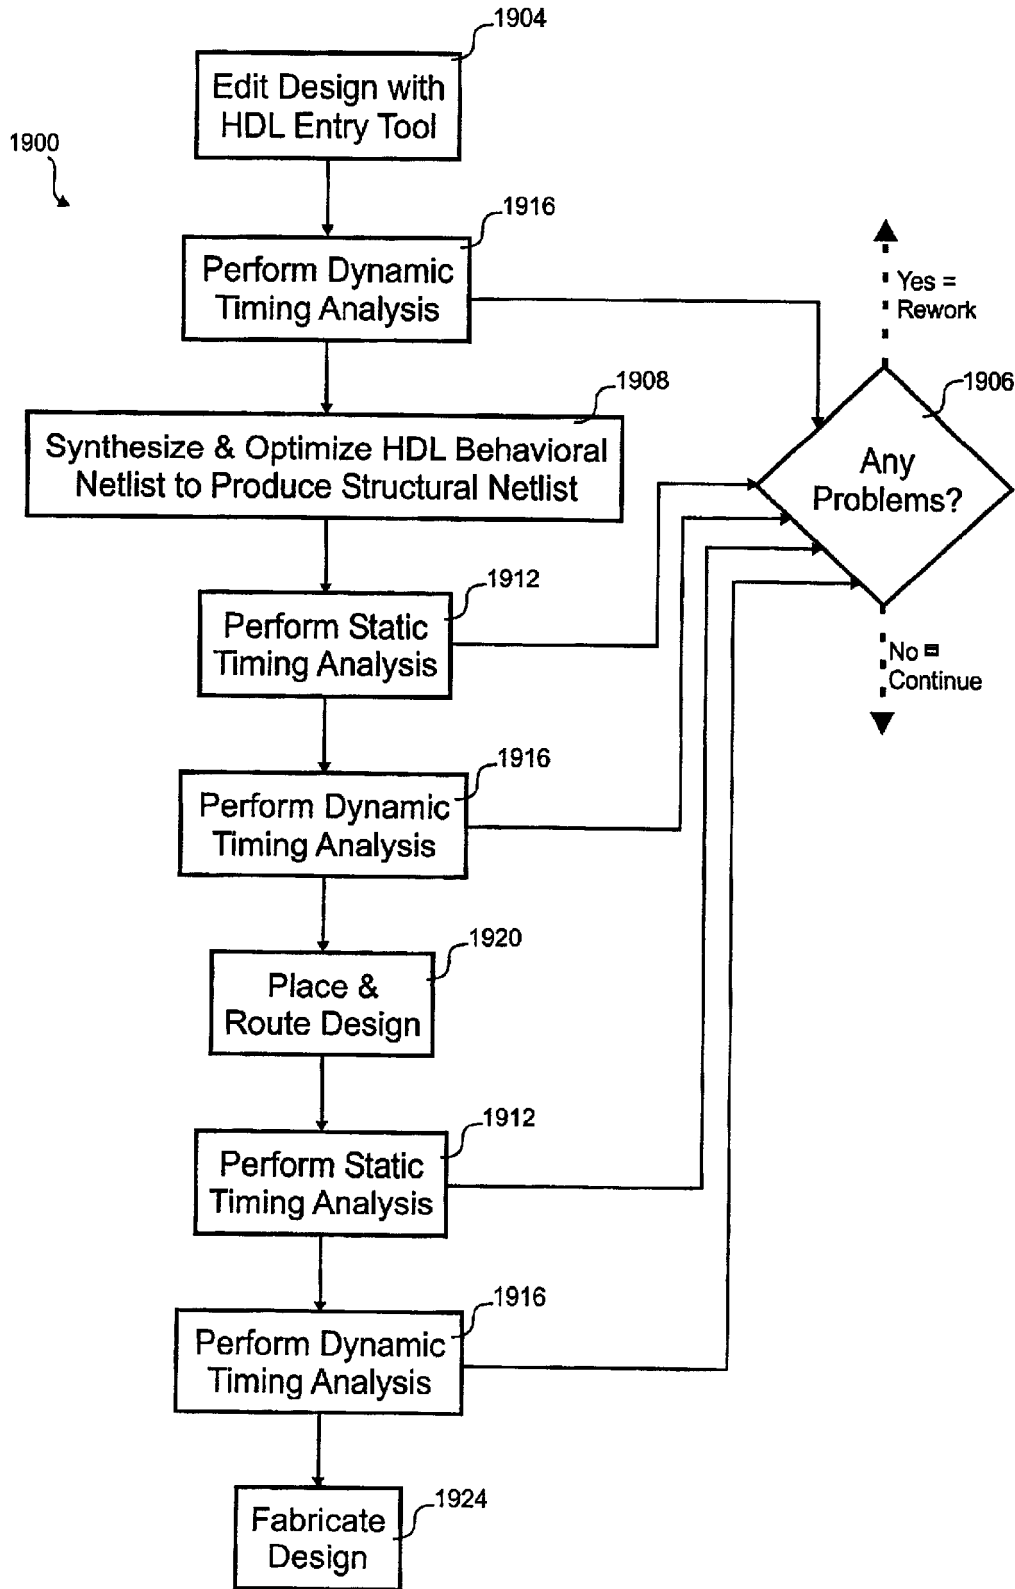 1904
Edit Design with
HDL Entry Tool
1900
1916
Perform Dynamic
Timing Analysis
Yes =
Rework
1908
Synthesize & Optimize HDL Behavioral
Netlist to Produce Structural Netlist
1906
Any
Problems?
1912
Perform Static
Timing Analysis
No =
Continue
1916
Perform Dynamic
Timing Analysis
1920
Place &
Route Design
1912
Perform Static
Timing Analysis
1916
Perform Dynamic
Timing Analysis
1924
Fabricate
Design